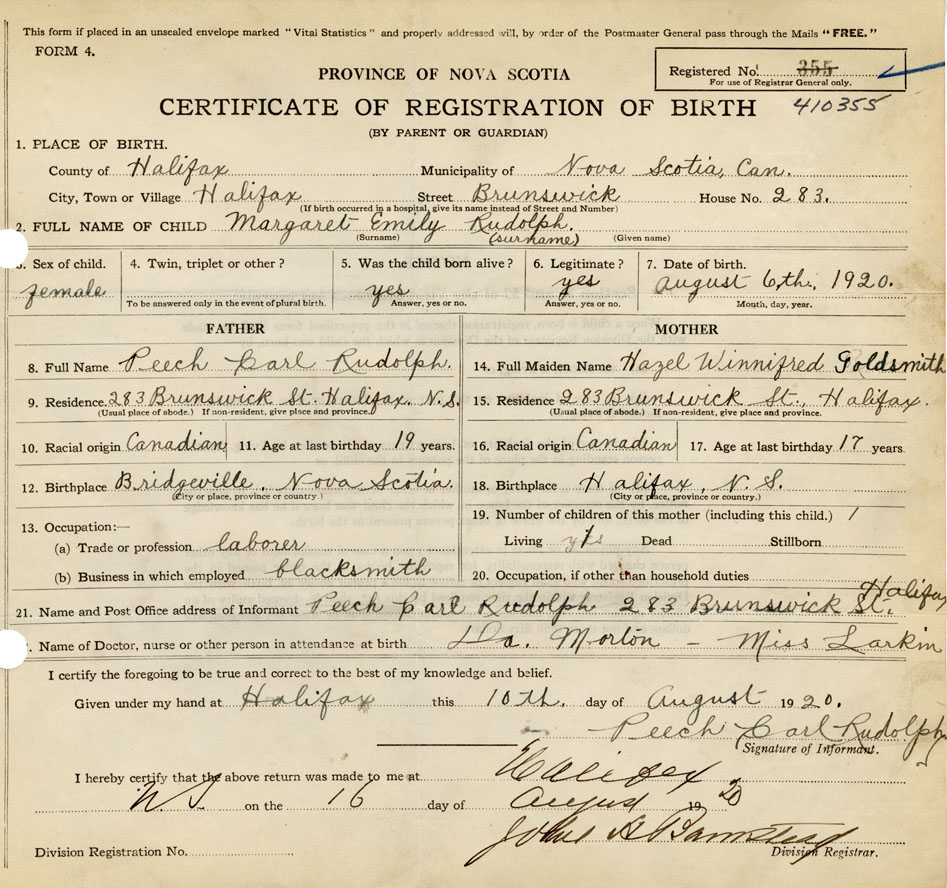 This form if placed in an unsealed envelope marked "Vital Statistics" and properly addressed will, by order of the Postmaster General pass through the Mails "FREE."
FORM 4.
PROVINCE OF NOVA SCOTIA
Registered No. 355
For use of Registrar General only.
CERTIFICATE OF REGISTRATION OF BIRTH 410355
(BY PARENT OR GUARDIAN)
1. PLACE OF BIRTH.
County of Halifax Municipality of Nova Scotia, Can.
City, Town or Village Halifax Street Brunswick House No. 283.
(If birth occurred in a hospital, give its name instead of Street and Number)
2. FULL NAME OF CHILD Margaret Emily Rudolph.
(Surname) (surname) (Given name)
3. Sex of child. 4. Twin, triplet or other? 5. Was the child born alive? 6. Legitimate? 7. Date of birth.
female yes yes August 6th, 1920.
To be answered only in the event of plural birth. Answer, yes or no. Answer, yes or no. Month, day, year.
FATHER MOTHER
8. Full Name Peech Carl Rudolph. 14. Full Maiden Name Hazel Winnifred Goldsmith
9. Residence 283 Brunswick St. Halifax, N.S. 15. Residence 283 Brunswick St., Halifax.
(Usual place of abode.) If non-resident, give place and province. (Usual place of abode.) If non-resident, give place and province.
10. Racial origin Canadian 11. Age at last birthday 19 years. 16. Racial origin Canadian 17. Age at last birthday 17 years
12. Birthplace Bridgeville, Nova Scotia. 18. Birthplace Halifax, N.S.
(City or place, province or country.) (City or place, province or country.)
13. Occupation:— 19. Number of children of this mother (including this child.) 1
(a) Trade or profession laborer Living yes 1 Dead Stillborn
(b) Business in which employed blacksmith 20. Occupation, if other than household duties
21. Name and Post Office address of Informant Peech Carl Rudolph 283 Brunswick St. Halifax
Name of Doctor, nurse or other person in attendance at birth Da. Morton - Miss Larkin
I certify the foregoing to be true and correct to the best of my knowledge and belief.
Given under my hand at Halifax this 10th. day of August 1920.
Peech Carl Rudolph
Signature of Informant.
I hereby certify that the above return was made to me at Halifax
N.S on the 16 day of August 1920
John A
Division Registration No. Division Registrar.